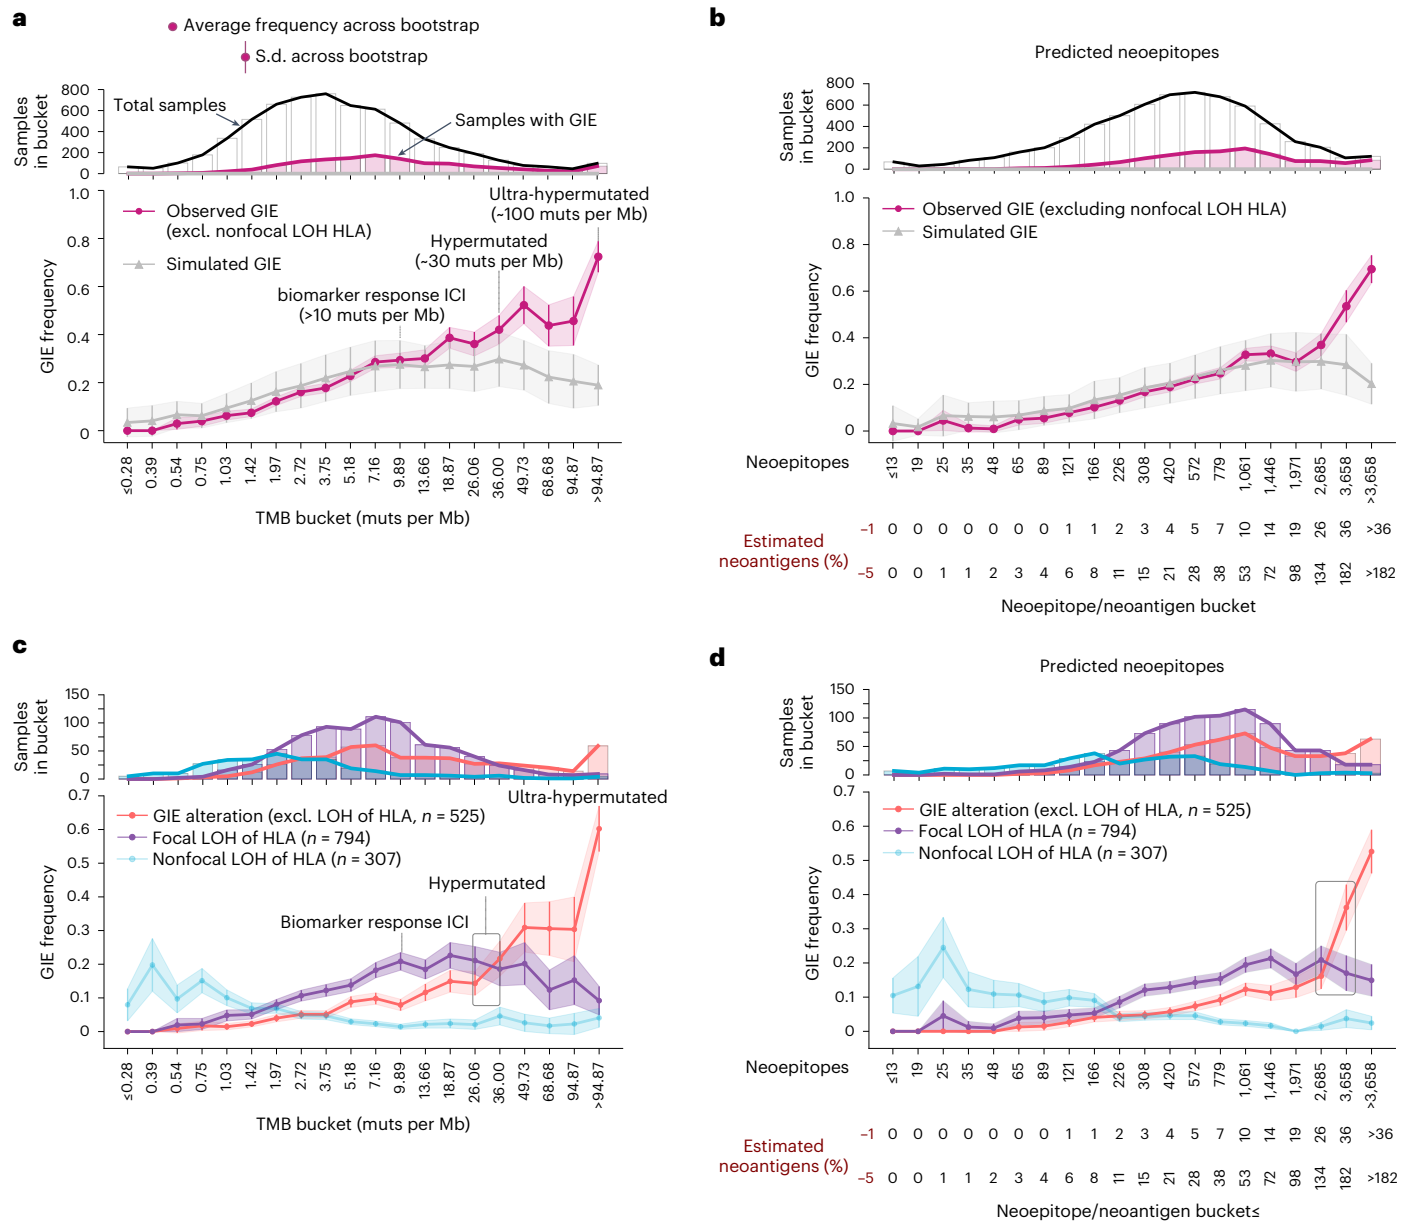 a
Average frequency across bootstrap
S.d. across bootstrap
Samples
in bucket
800
600
400
200
0
Total samples
Samples with GIE
GIE frequency
1.0
0.8
0.6
0.4
0.2
0
Observed GIE
(excl. nonfocal LOH HLA)
Simulated GIE
Ultra-hypermutated
(~100 muts per Mb)
Hypermutated
(~30 muts per Mb)
biomarker response ICI
(>10 muts per Mb)
≤0.28 0.39 0.54 0.75 1.03 1.42 1.97 2.72 3.75 5.18 7.16 9.89 13.66 18.87 26.06 36.00 49.73 68.68 94.87 >94.87
TMB bucket (muts per Mb)
b
Predicted neoepitopes
Samples
in bucket
800
600
400
200
0
GIE frequency
1.0
0.8
0.6
0.4
0.2
0
Observed GIE (excluding nonfocal LOH HLA)
Simulated GIE
Neoepitopes ≤13 19 25 35 48 65 89 121 166 226 308 420 572 779 1,061 1,446 1,971 2,685 3,658 >3,658
Estimated
neoantigens (%)
–1 0 0 0 0 0 0 0 1 1 2 3 4 5 7 10 14 19 26 36 >36
–5 0 0 1 1 2 3 4 6 8 11 15 21 28 38 53 72 98 134 182 >182
Neoepitope/neoantigen bucket
c
Samples
in bucket
150
100
50
0
GIE frequency
0.7
0.6
0.5
0.4
0.3
0.2
0.1
0
Ultra-hypermutated
GIE alteration (excl. LOH of HLA, n = 525)
Focal LOH of HLA (n = 794)
Nonfocal LOH of HLA (n = 307)
Hypermutated
Biomarker response ICI
≤0.28 0.39 0.54 0.75 1.03 1.42 1.97 2.72 3.75 5.18 7.16 9.89 13.66 18.87 26.06 36.00 49.73 68.68 94.87 >94.87
TMB bucket (muts per Mb)
d
Predicted neoepitopes
Samples
in bucket
150
100
50
0
GIE frequency
0.7
0.6
0.5
0.4
0.3
0.2
0.1
0
GIE alteration (excl. LOH of HLA, n = 525)
Focal LOH of HLA (n = 794)
Nonfocal LOH of HLA (n = 307)
Neoepitopes ≤13 19 25 35 48 65 89 121 166 226 308 420 572 779 1,061 1,446 1,971 2,685 3,658 >3,658
Estimated
neoantigens (%)
–1 0 0 0 0 0 0 0 1 1 2 3 4 5 7 10 14 19 26 36 >36
–5 0 0 1 1 2 3 4 6 8 11 15 21 28 38 53 72 98 134 182 >182
Neoepitope/neoantigen bucket≤